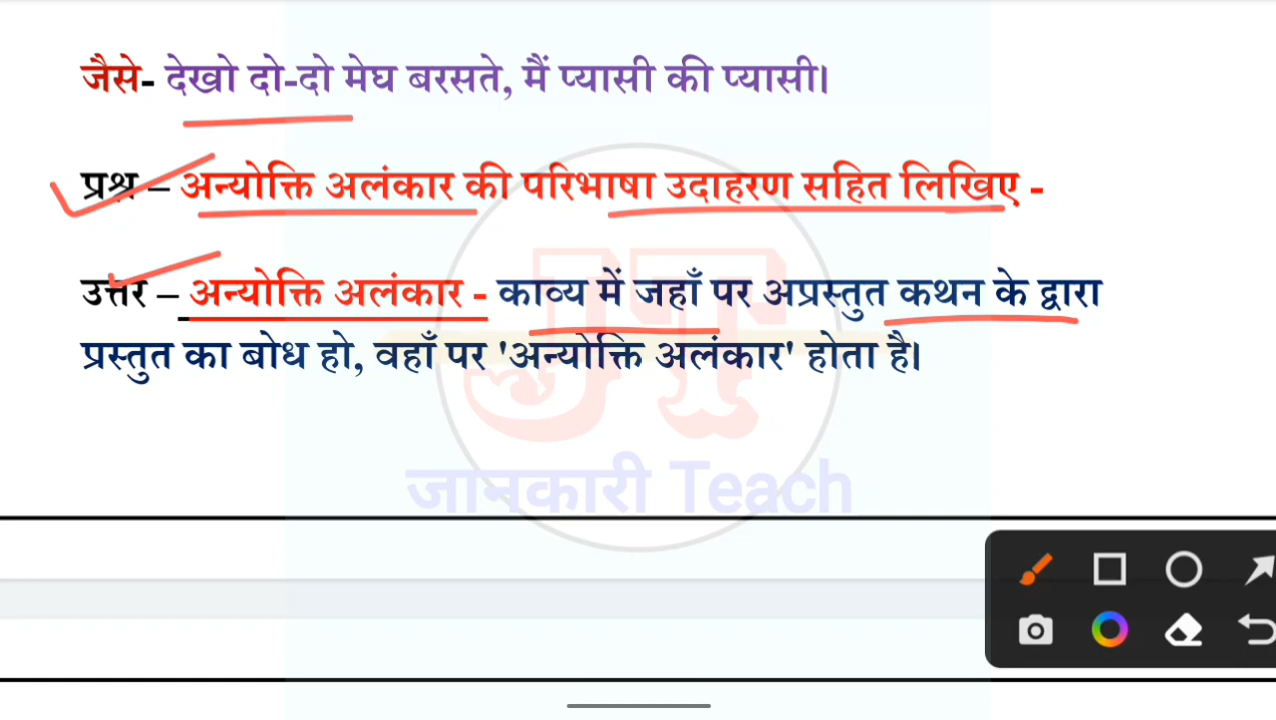 जैसे- देखो दो-दो मेघ बरसते, मैं प्यासी की प्यासी।
प्रश्न – अन्योक्ति अलंकार की परिभाषा उदाहरण सहित लिखिए -
उत्तर – अन्योक्ति अलंकार - काव्य में जहाँ पर अप्रस्तुत कथन के द्वारा
प्रस्तुत का बोध हो, वहाँ पर 'अन्योक्ति अलंकार' होता है।
JT
जानकारी Teach